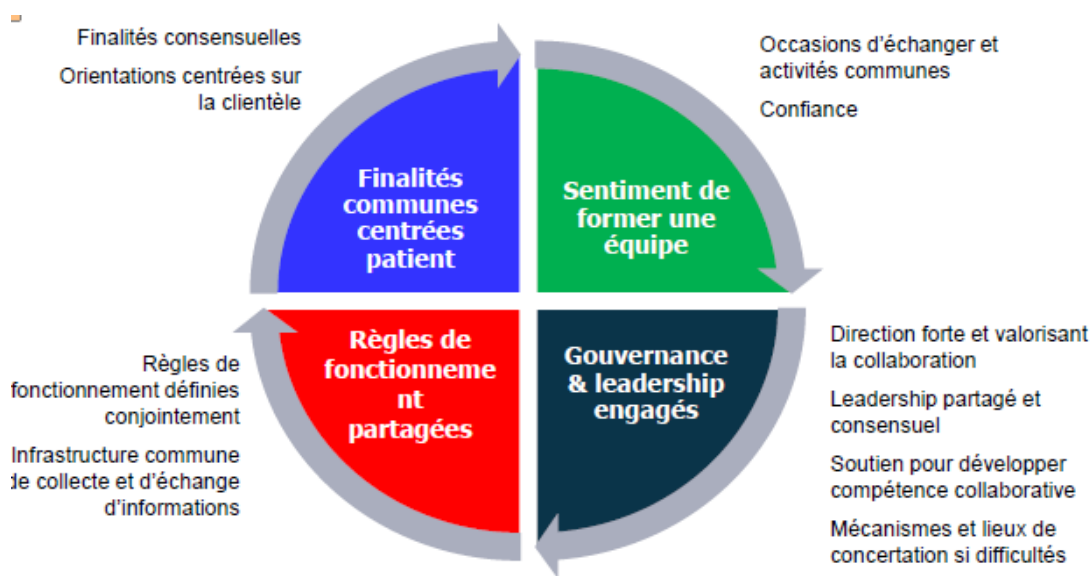 Finalités consensuelles
Orientations centrées sur
la clientèle
Occasions d'échanger et
activités communes
Confiance
Finalités
communes
centrées
patient
Sentiment de
former une
équipe
Règles de
fonctionneme
nt
partagées
Gouvernance
& leadership
engagés
Règles de
fonctionnement définies
conjointement
Infrastructure commune
de collecte et d'échange
d'informations
Direction forte et valorisant
la collaboration
Leadership partagé et
consensuel
Soutien pour développer
compétence collaborative
Mécanismes et lieux de
concertation si difficultés